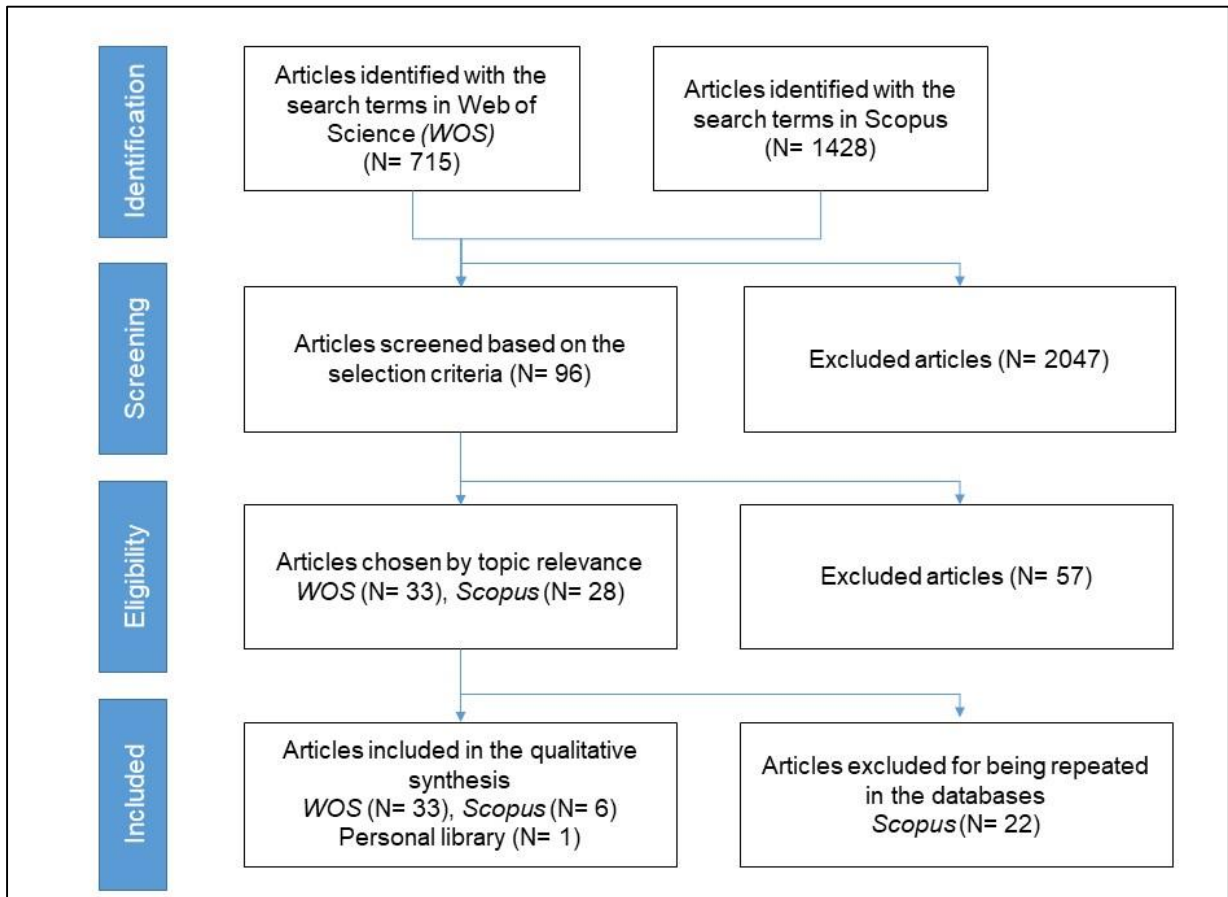 Identification
Articles identified with the
search terms in Web of
Science (WOS)
(N= 715)
Articles identified with the
search terms in Scopus
(N= 1428)
Screening
Articles screened based on the
selection criteria (N= 96)
Excluded articles (N= 2047)
Eligibility
Articles chosen by topic relevance
WOS (N= 33), Scopus (N= 28)
Excluded articles (N= 57)
Included
Articles included in the qualitative
synthesis
WOS (N= 33), Scopus (N= 6)
Personal library (N= 1)
Articles excluded for being repeated
in the databases
Scopus (N= 22)